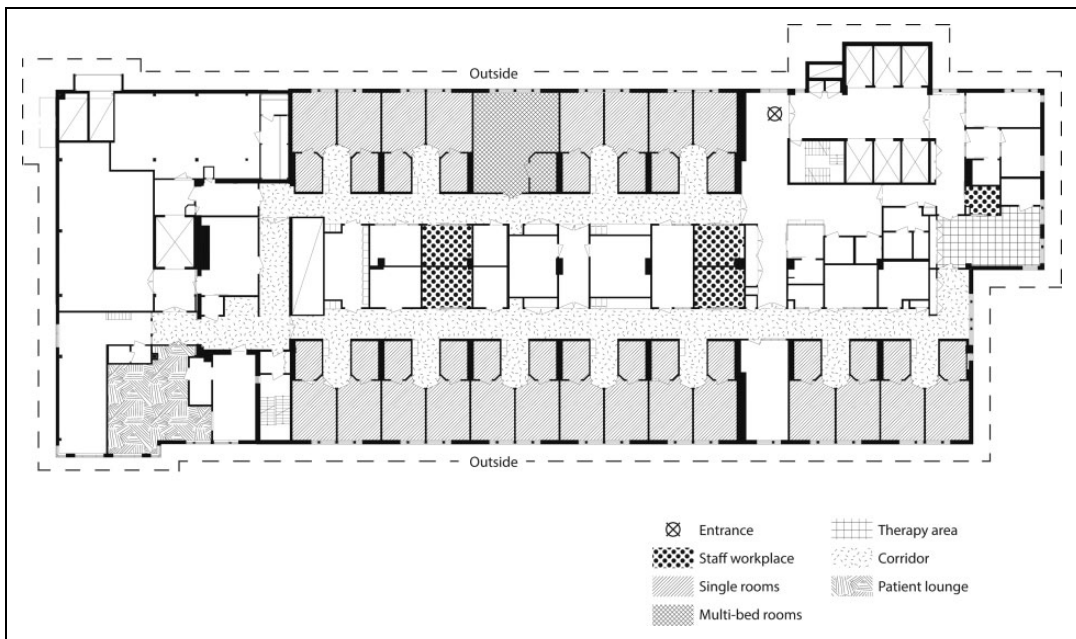 Outside
Outside
Entrance
Therapy area
Staff workplace
Corridor
Single rooms
Patient lounge
Multi-bed rooms